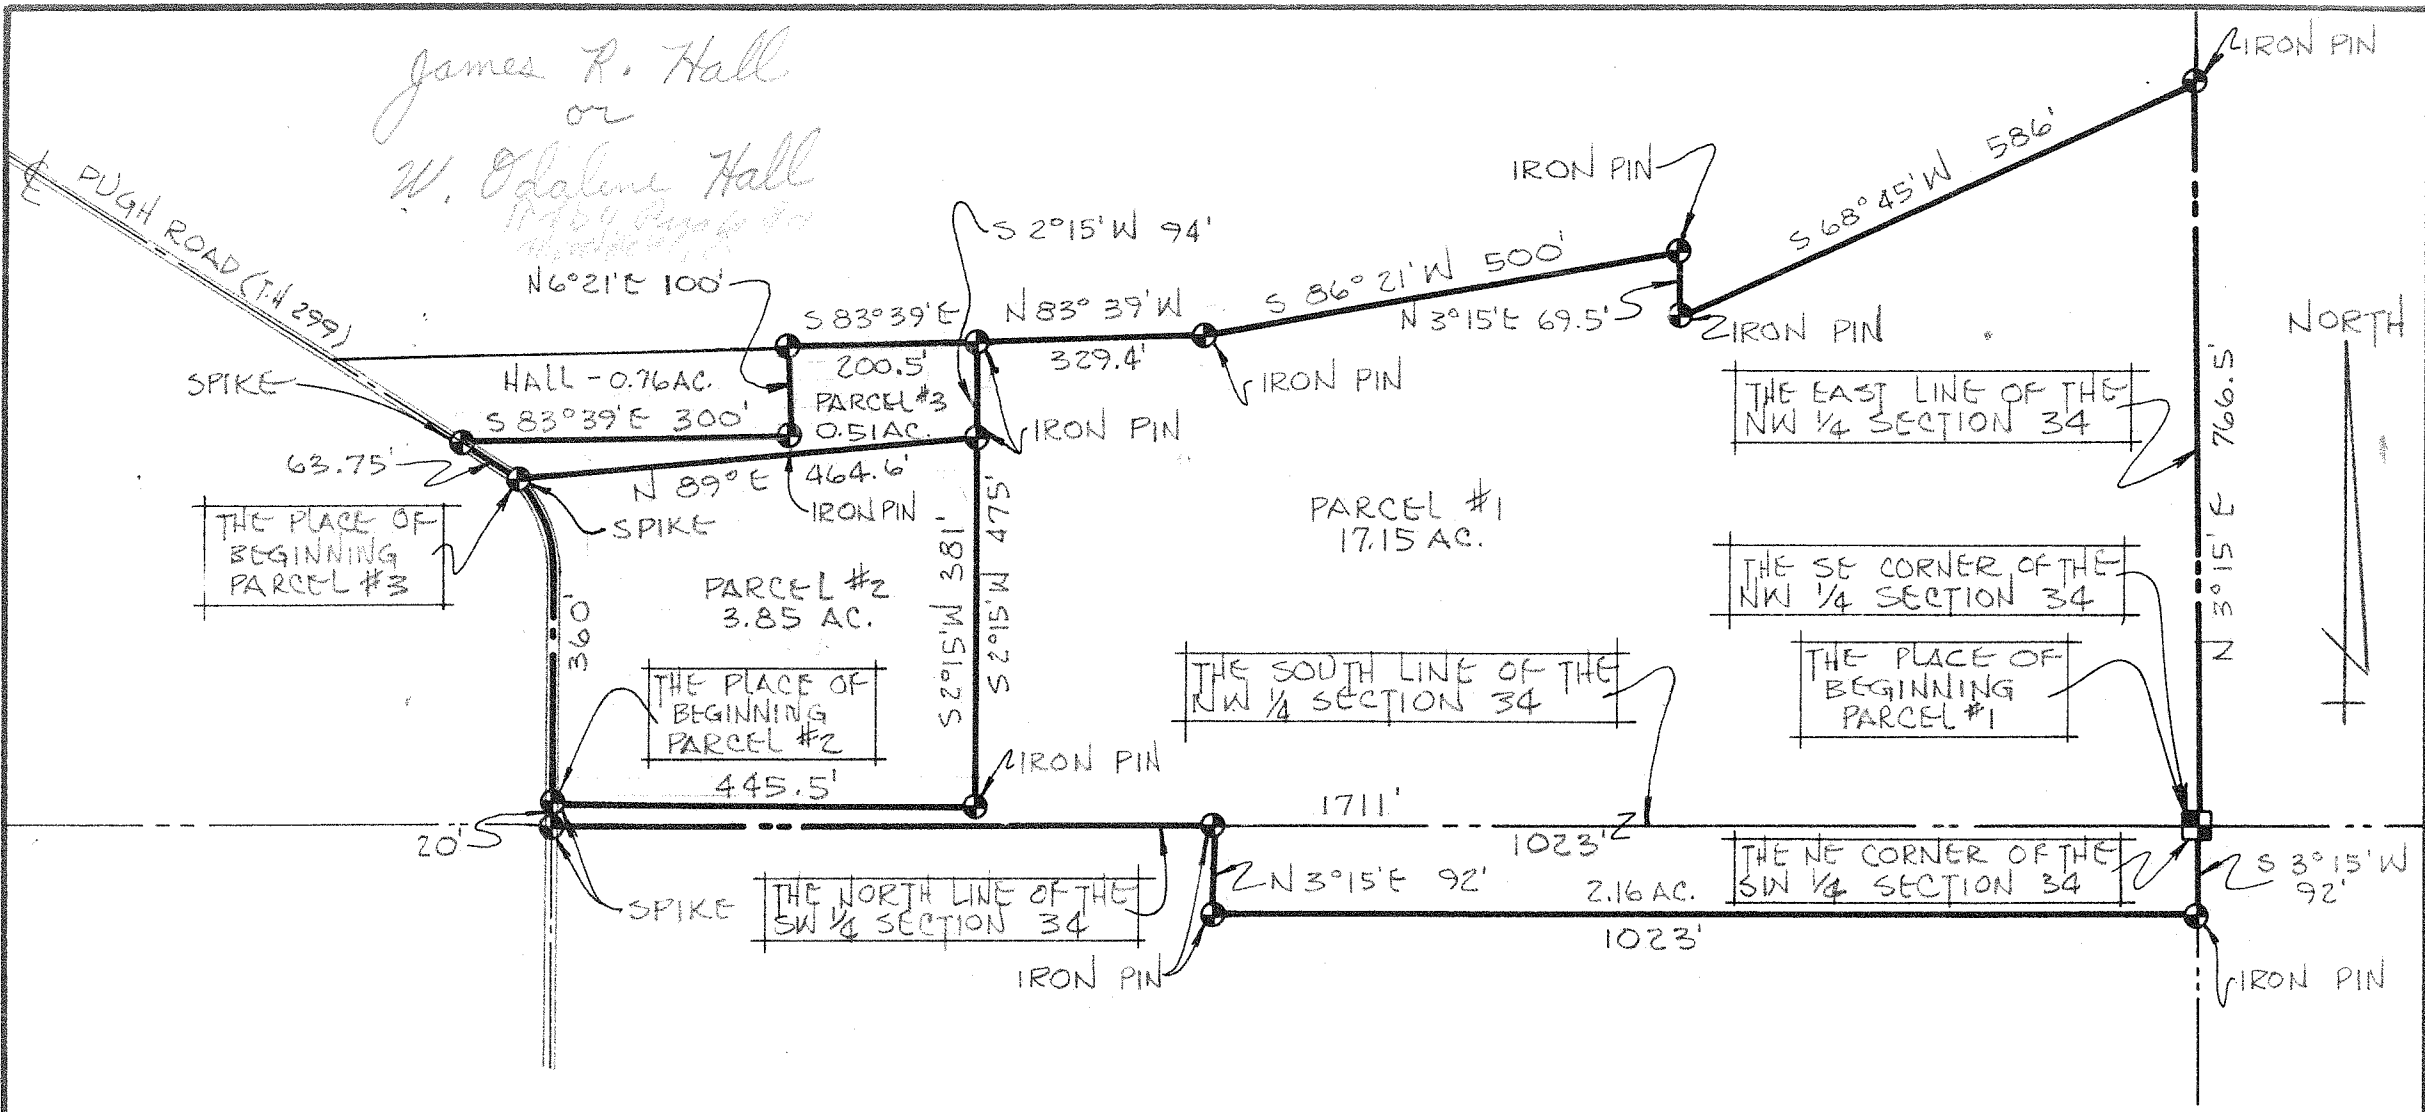 James R. Hall
or
W. Odaline Hall
IRON PIN
℄ PUGH ROAD (T.H 299)
IRON PIN
S 68°45'W 586'
S 2°15'W 94'
N6°21'E 100'
S 86°21'W 500'
N 3°15'E 69.5'
IRON PIN
NORTH
S 83°39'E
200.5'
N 83°39'W
329.4'
IRON PIN
SPIKE
HALL - 0.76 AC.
S 83°39'E 300'
PARCEL #3
0.51 AC.
IRON PIN
THE EAST LINE OF THE
NW 1/4 SECTION 34
N 3°15'E 766.5'
63.75'
N 89°E 464.6'
IRON PIN
SPIKE
THE PLACE OF
BEGINNING
PARCEL #3
PARCEL #1
17.15 AC.
THE SE CORNER OF THE
NW 1/4 SECTION 34
360'
PARCEL #2
3.85 AC.
S 2°15'W 381'
S 2°15'W 475'
THE PLACE OF
BEGINNING
PARCEL #2
THE SOUTH LINE OF THE
NW 1/4 SECTION 34
THE PLACE OF
BEGINNING
PARCEL #1
445.5'
IRON PIN
1711'
20'
1023'
THE NE CORNER OF THE
SW 1/4 SECTION 34
S 3°15'W
92'
SPIKE
THE NORTH LINE OF THE
SW 1/4 SECTION 34
N 3°15'E 92'
2.16 AC.
1023'
IRON PIN
IRON PIN